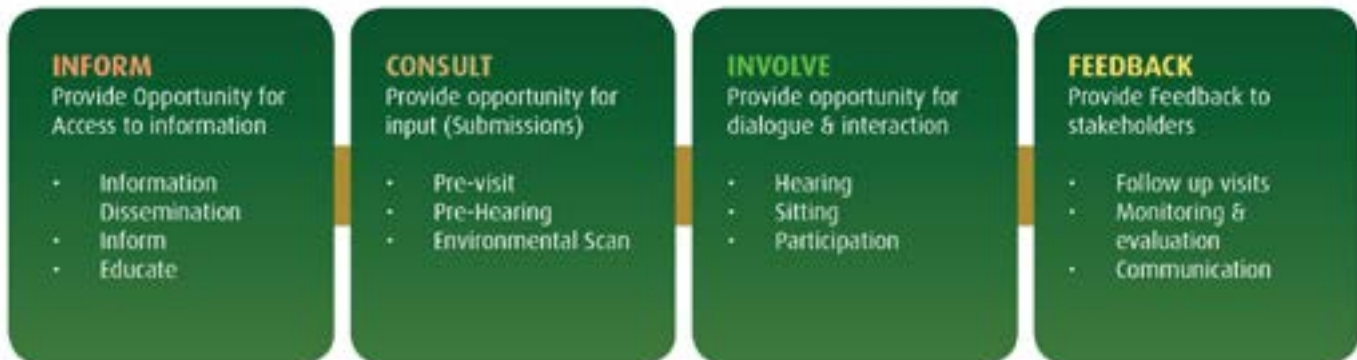 INFORM
Provide Opportunity for
Access to information
• Information
Dissemination
• Inform
• Educate
CONSULT
Provide opportunity for
input (Submissions)
• Pre-visit
• Pre-Hearing
• Environmental Scan
INVOLVE
Provide opportunity for
dialogue & interaction
• Hearing
• Sitting
• Participation
FEEDBACK
Provide Feedback to
stakeholders
• Follow up visits
• Monitoring &
evaluation
• Communication